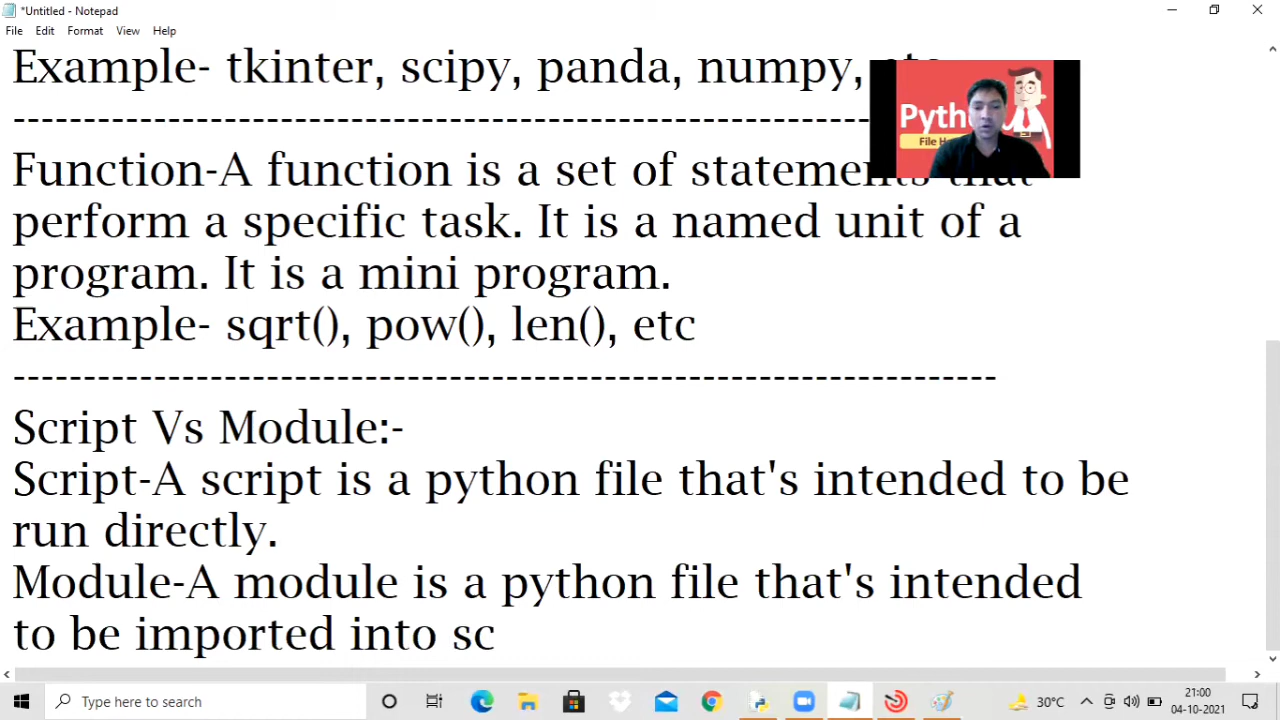 *Untitled - Notepad
File Edit Format View Help
Example- tkinter, scipy, panda, numpy, etc
---------------------------------------------------------------
Function-A function is a set of statements that
perform a specific task. It is a named unit of a
program. It is a mini program.
Example- sqrt(), pow(), len(), etc
------------------------------------------------------------------------
Script Vs Module:-
Script-A script is a python file that's intended to be
run directly.
Module-A module is a python file that's intended
to be imported into sc
Type here to search
30°C
21:00
04-10-2021